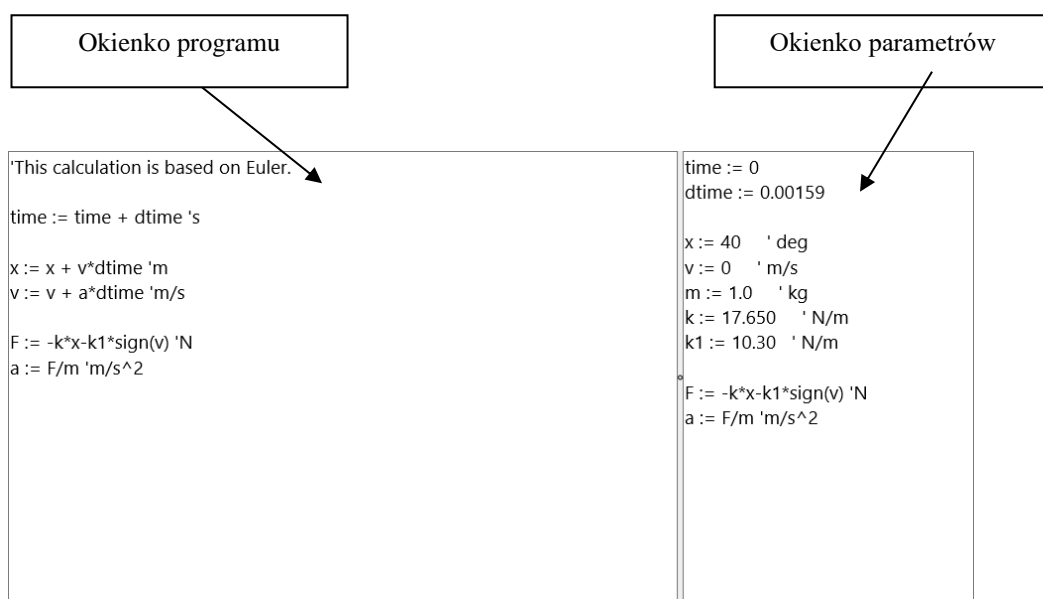 Okienko programu
Okienko parametrów
'This calculation is based on Euler.
time := time + dtime 's
x := x + v*dtime 'm
v := v + a*dtime 'm/s
F := -k*x-k1*sign(v) 'N
a := F/m 'm/s^2
time := 0
dtime := 0.00159
x := 40 ' deg
v := 0 ' m/s
m := 1.0 ' kg
k := 17.650 ' N/m
k1 := 10.30 ' N/m
F := -k*x-k1*sign(v) 'N
a := F/m 'm/s^2